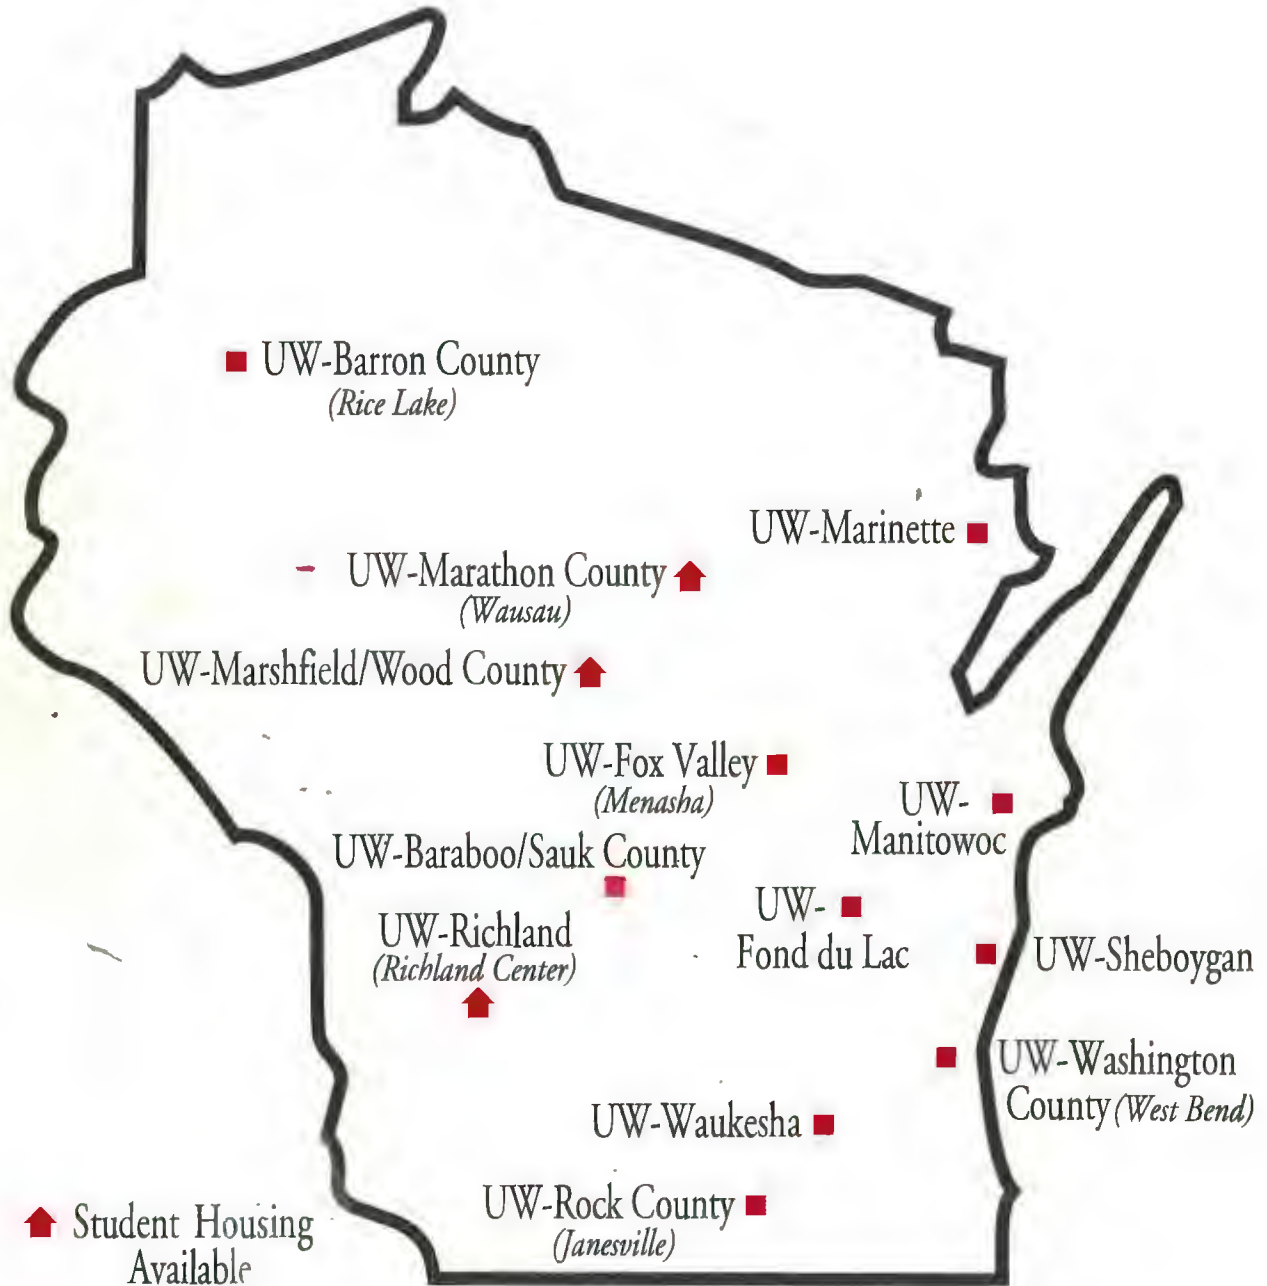 UW-Barron County
(Rice Lake)
UW-Marinette
UW-Marathon County
(Wausau)
UW-Marshfield/Wood County
UW-Fox Valley
(Menasha)
UW-
Manitowoc
UW-Baraboo/Sauk County
UW-
Fond du Lac
UW-Richland
(Richland Center)
UW-Sheboygan
UW-Washington
County (West Bend)
UW-Waukesha
UW-Rock County
(Janesville)
Student Housing
Available